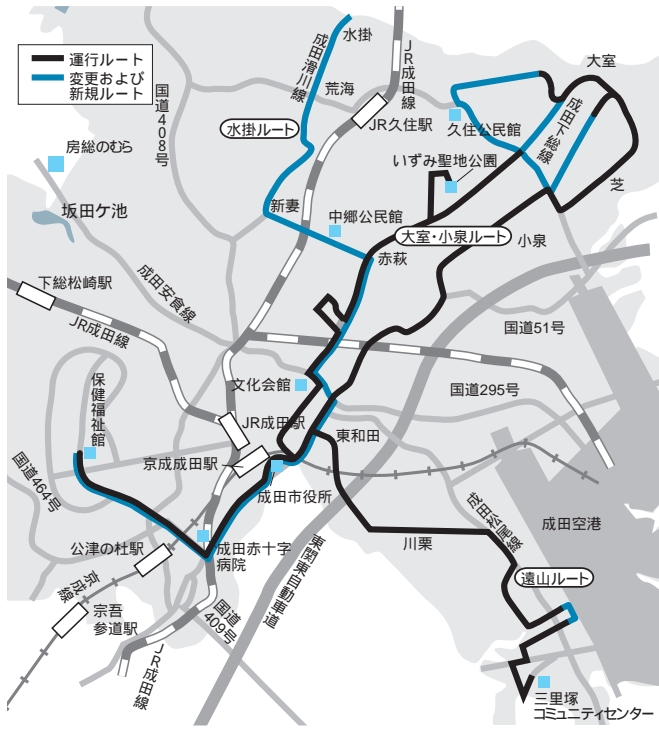 運行ルート
変更および
新規ルート
水掛
成田滑川線
JR成田線
荒海
大室
国道408号
水掛ルート
JR久住駅
久住公民館
成田下総線
房総のむら
いずみ聖地公園
芝
坂田ケ池
新妻
中郷公民館
大室・小泉ルート
小泉
赤萩
下総松崎駅
成田安食線
JR成田線
国道51号
保健福祉館
文化会館
国道295号
JR成田駅
東和田
京成成田駅
国道464号
成田市役所
成田松尾線
成田空港
公津の杜駅
成田赤十字
病院
東関東自動車道
川栗
京成線
遠山ルート
宗吾
参道駅
国道
409号
JR成田線
三里塚
コミュニティセンター